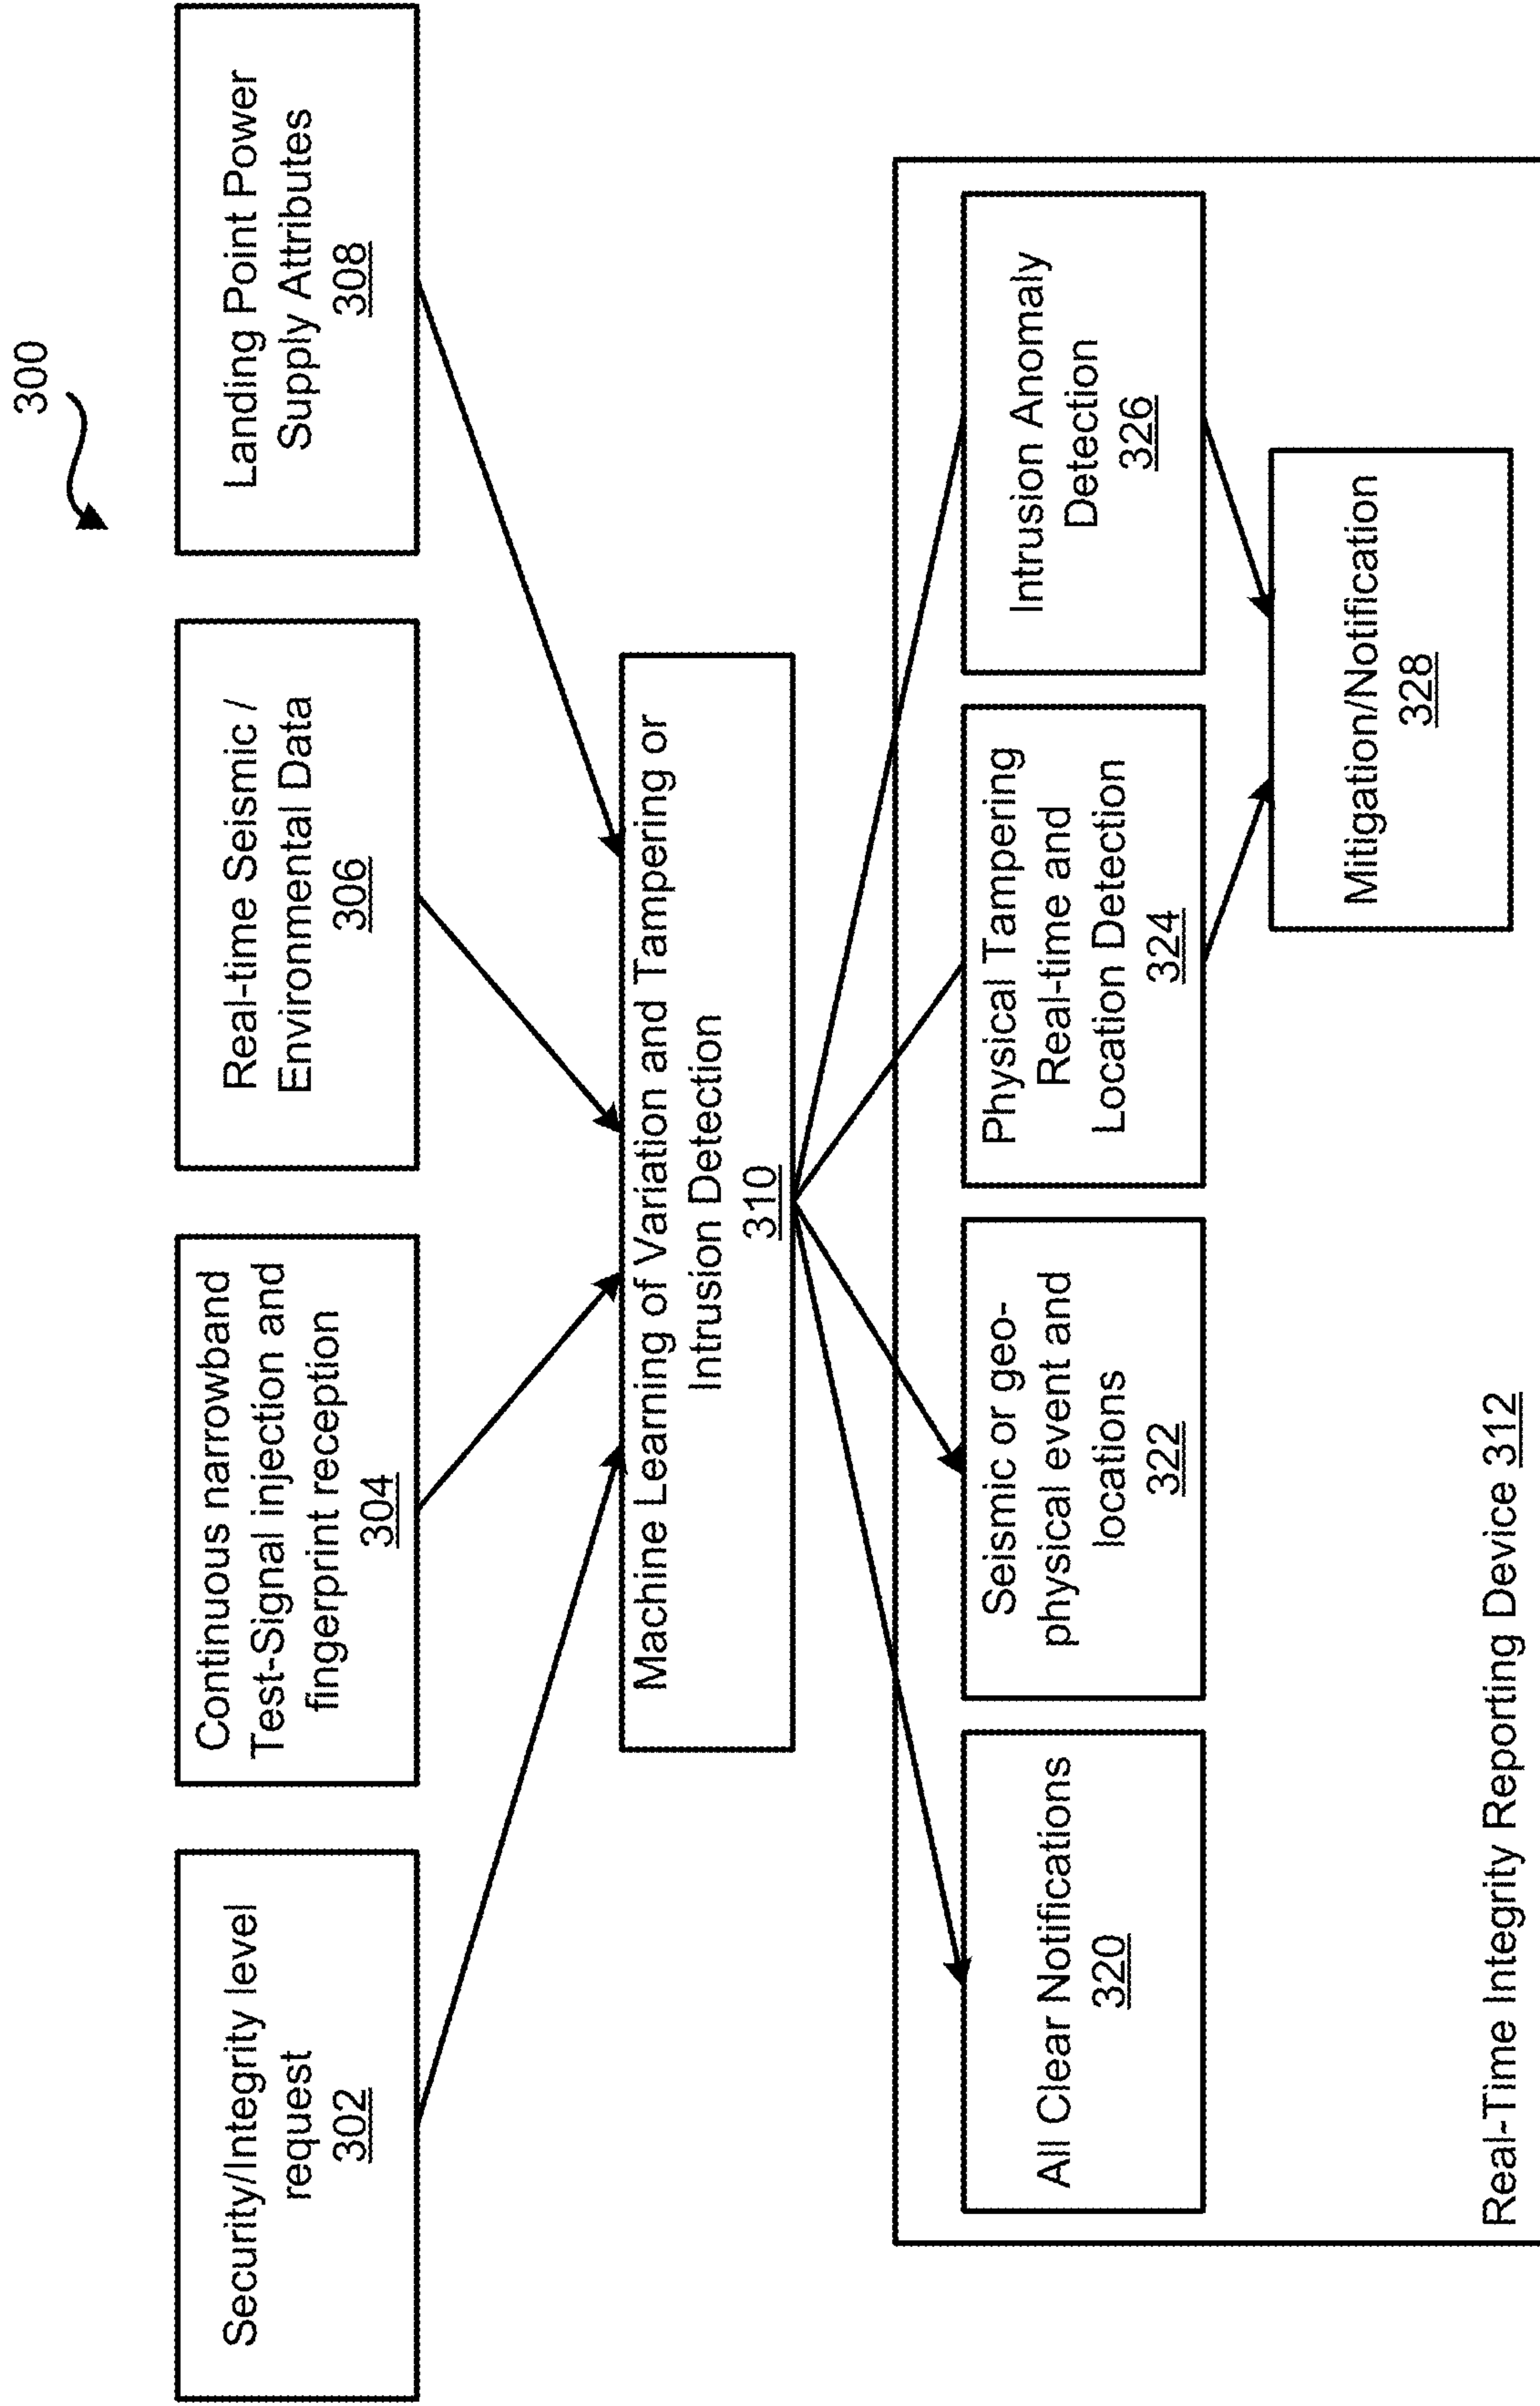 300
Security/Integrity level
request
302
Continuous narrowband
Test-Signal injection and
fingerprint reception
304
Real-time Seismic /
Environmental Data
306
Landing Point Power
Supply Attributes
308
Machine Learning of Variation and Tampering or
Intrusion Detection
310
All Clear Notifications
320
Seismic or geo-
physical event and
locations
322
Physical Tampering
Real-time and
Location Detection
324
Intrusion Anomaly
Detection
326
Mitigation/Notification
328
Real-Time Integrity Reporting Device 312